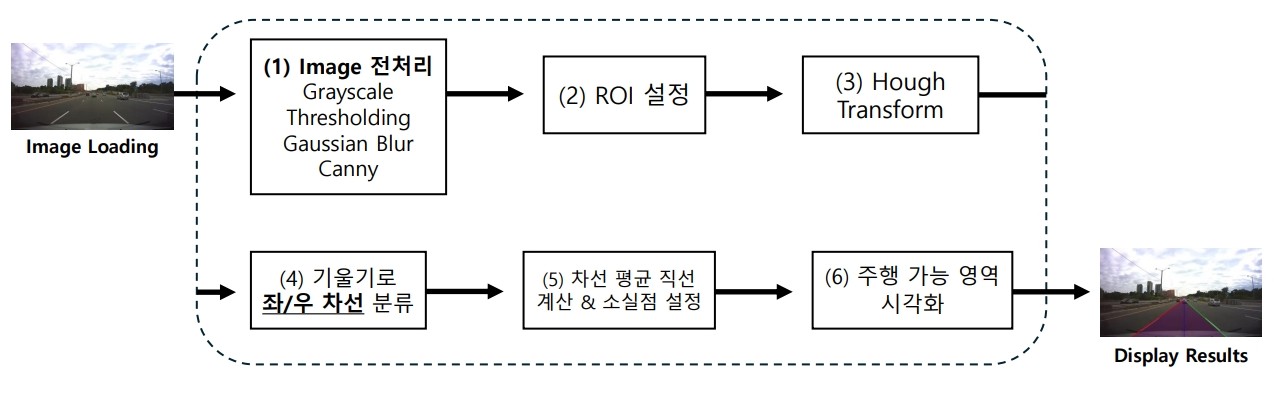 Image Loading
(1) Image 전처리
Grayscale
Thresholding
Gaussian Blur
Canny
(2) ROI 설정
(3) Hough
Transform
(4) 기울기로
좌/우 차선 분류
(5) 차선 평균 직선
계산 & 소실점 설정
(6) 주행 가능 영역
시각화
Display Results